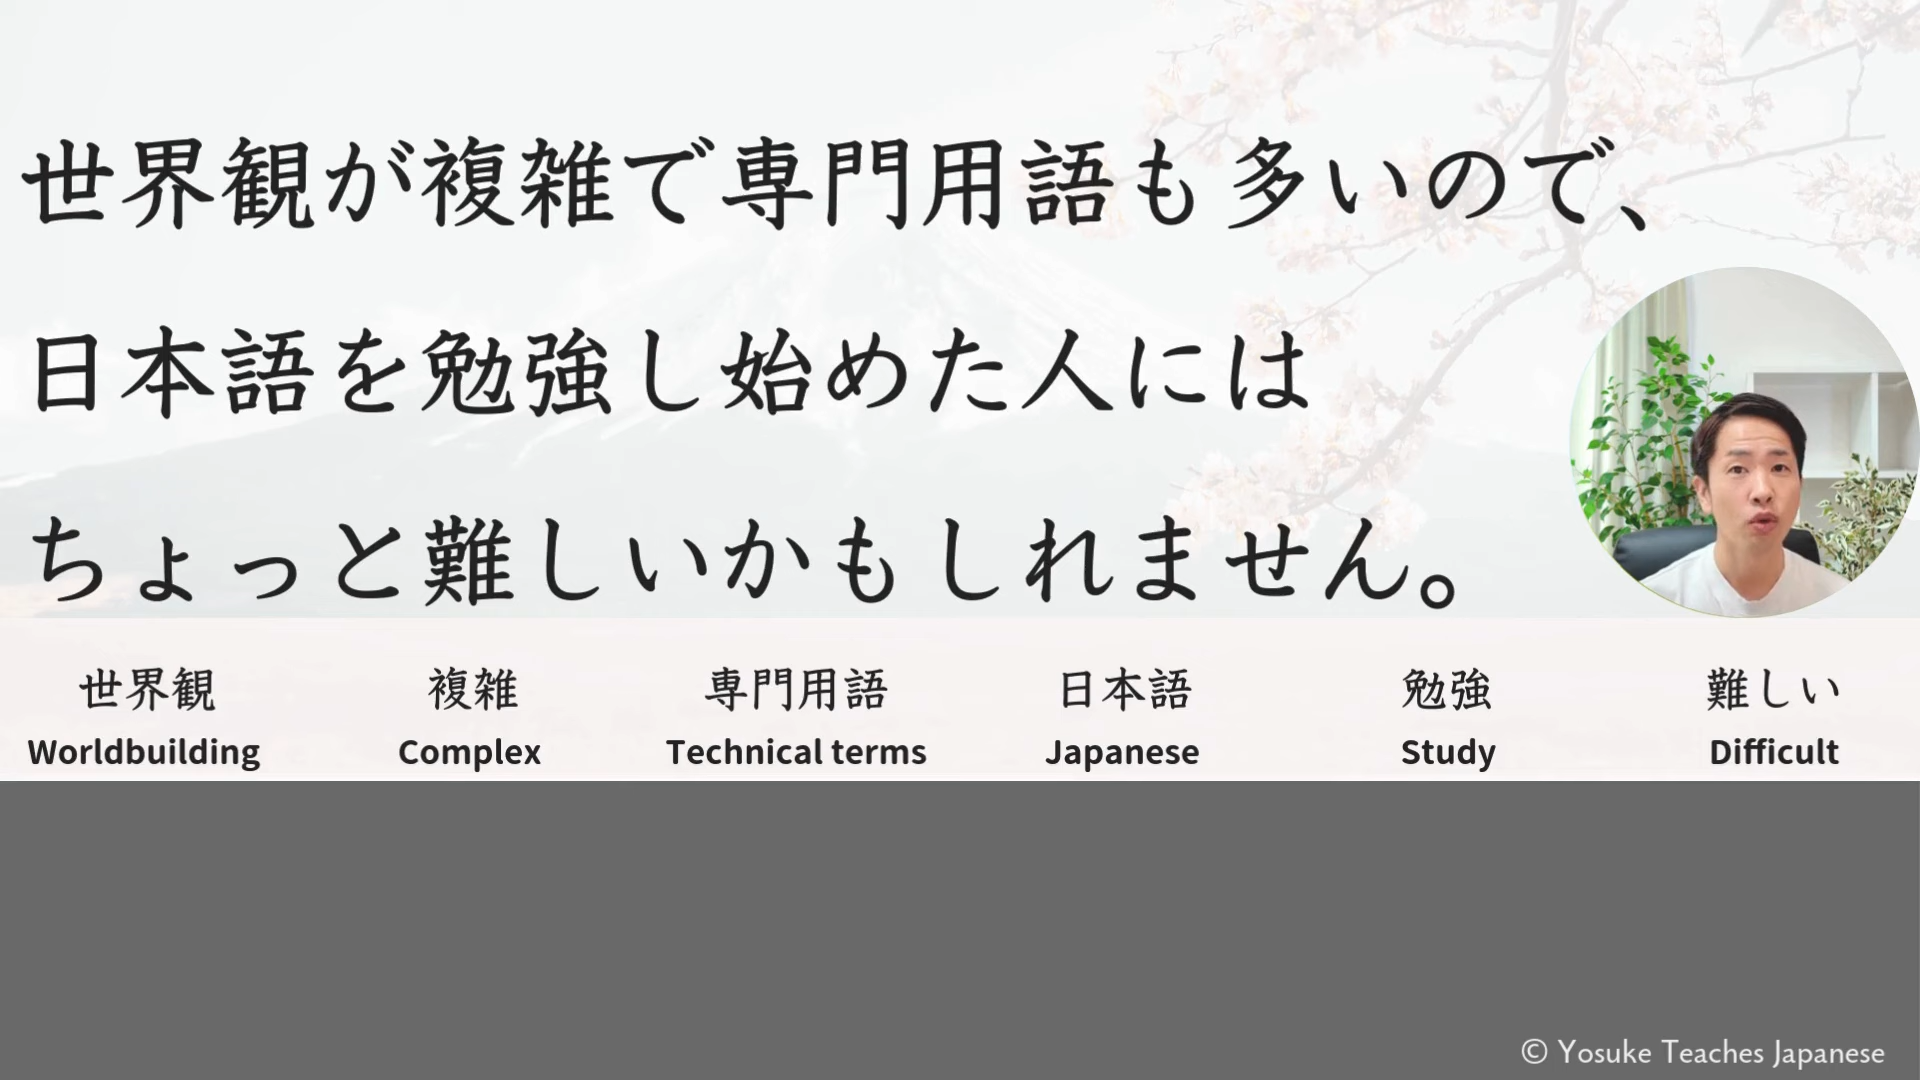 世界観が複雑で専門用語も多いので、
日本語を勉強し始めた人には
ちょっと難しいかもしれません。
世界観 複雑 専門用語 日本語 勉強 難しい
Worldbuilding Complex Technical terms Japanese Study Difficult
© Yosuke Teaches Japanese